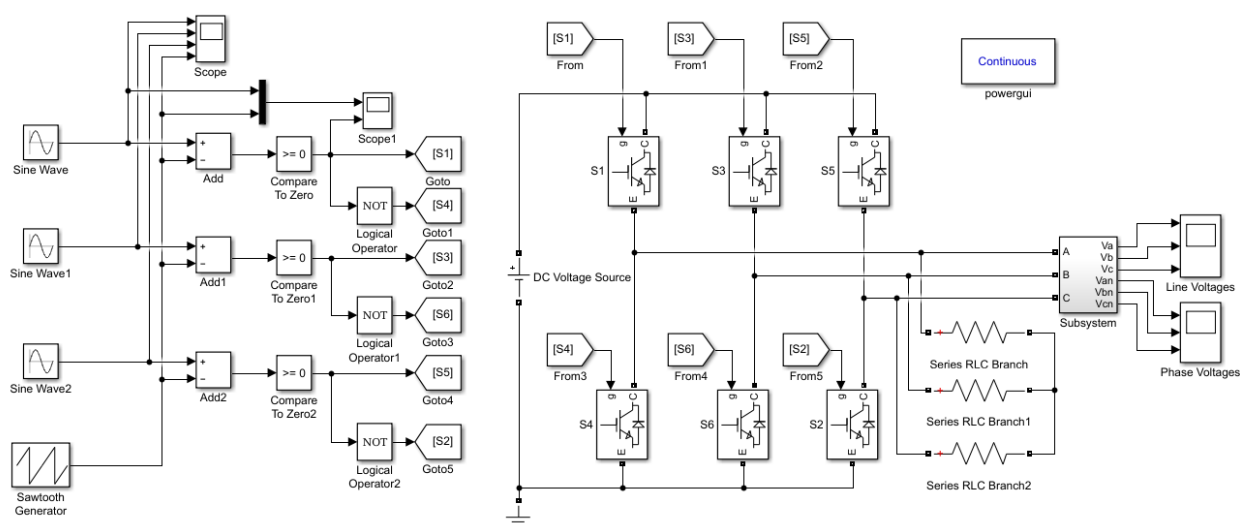 Scope
Scope1
Sine Wave
+
−
Add
>= 0
Compare
To Zero
[S1]
Goto
NOT
Logical
Operator
[S4]
Goto1
Sine Wave1
+
−
Add1
>= 0
Compare
To Zero1
[S3]
Goto2
NOT
Logical
Operator1
[S6]
Goto3
Sine Wave2
+
−
Add2
>= 0
Compare
To Zero2
[S5]
Goto4
NOT
Logical
Operator2
[S2]
Goto5
Sawtooth
Generator
[S1]
From
[S3]
From1
[S5]
From2
Continuous
powergui
g
C
S1
E
g
C
S3
E
g
C
S5
E
+
DC Voltage Source
[S4]
From3
[S6]
From4
[S2]
From5
g
C
S4
E
g
C
S6
E
g
C
S2
E
A
B
C
Va
Vb
Vc
Van
Vbn
Vcn
Subsystem
Line Voltages
Phase Voltages
+
Series RLC Branch
+
Series RLC Branch1
+
Series RLC Branch2